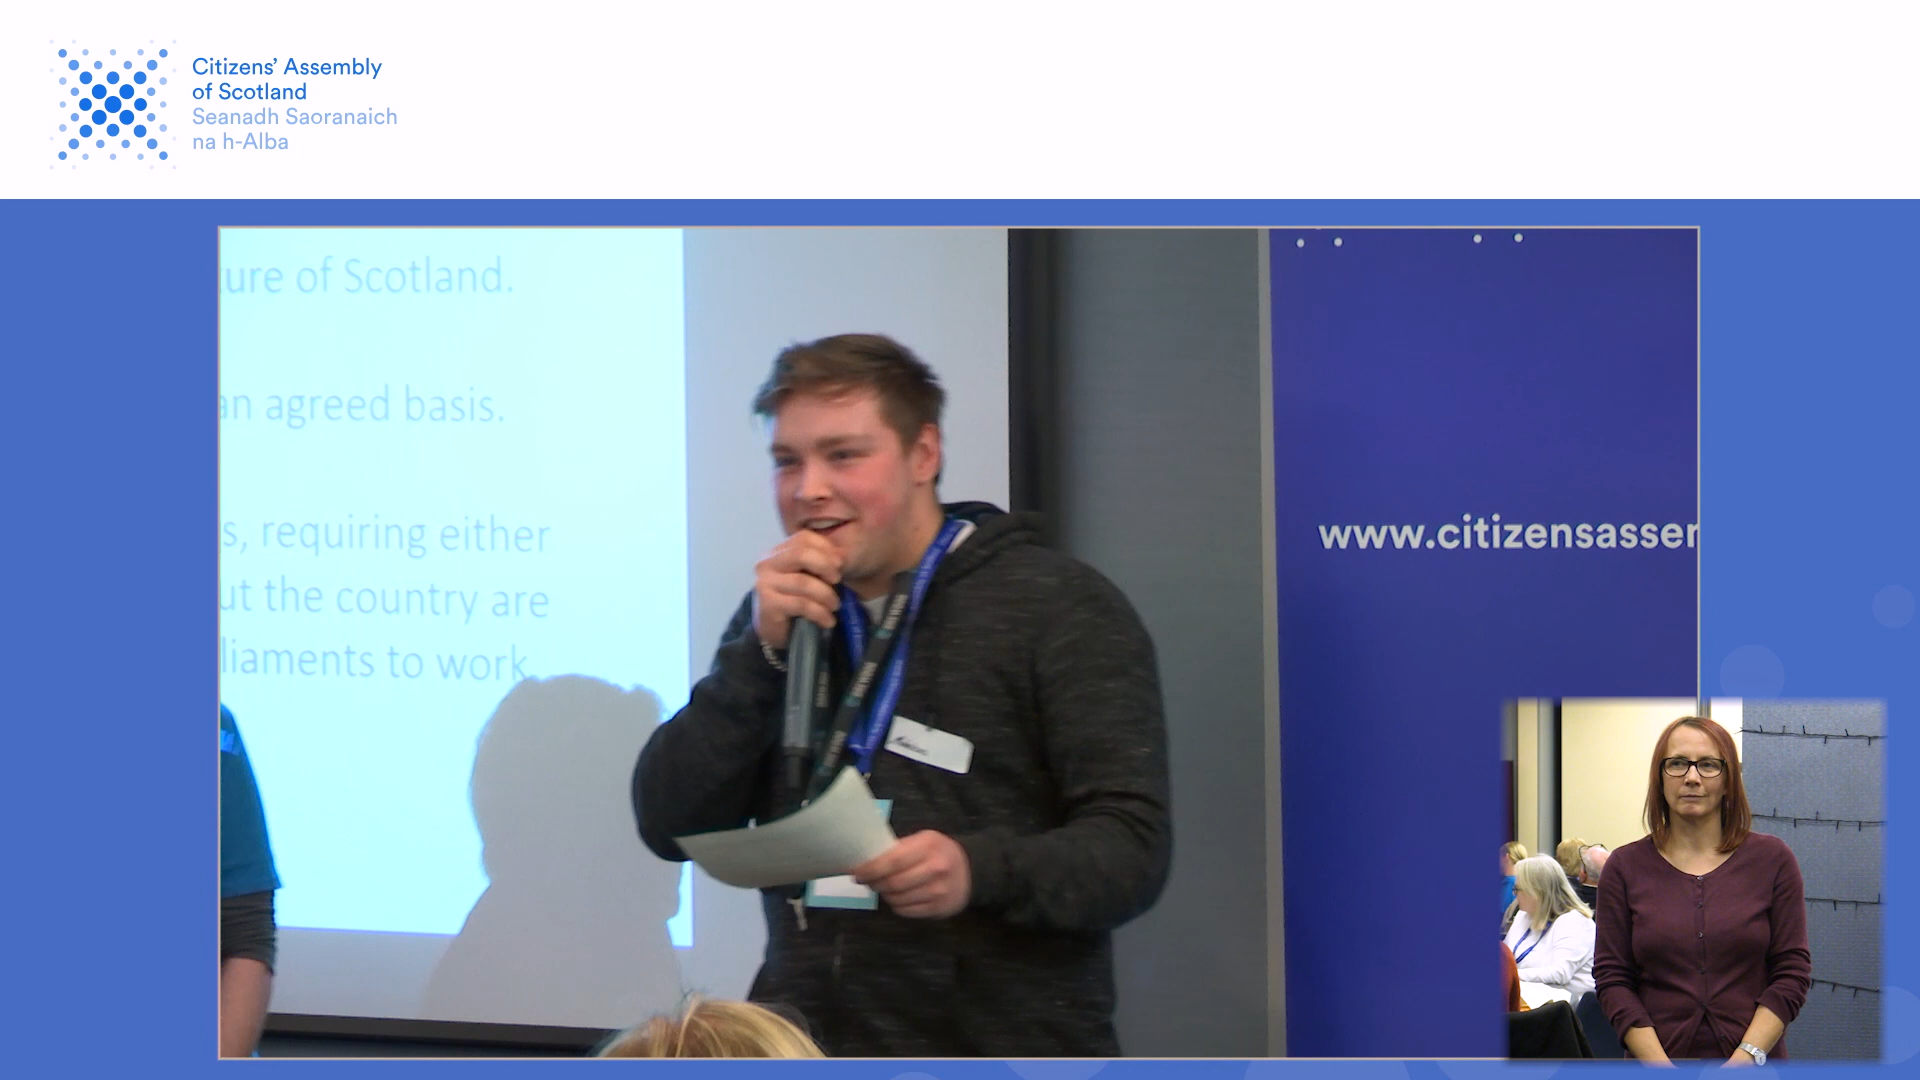 Citizens' Assembly
of Scotland
Seanadh Saoranaich
na h-Alba
ure of Scotland.
an agreed basis.
s, requiring either
ut the country are
liaments to work
www.citizensasser